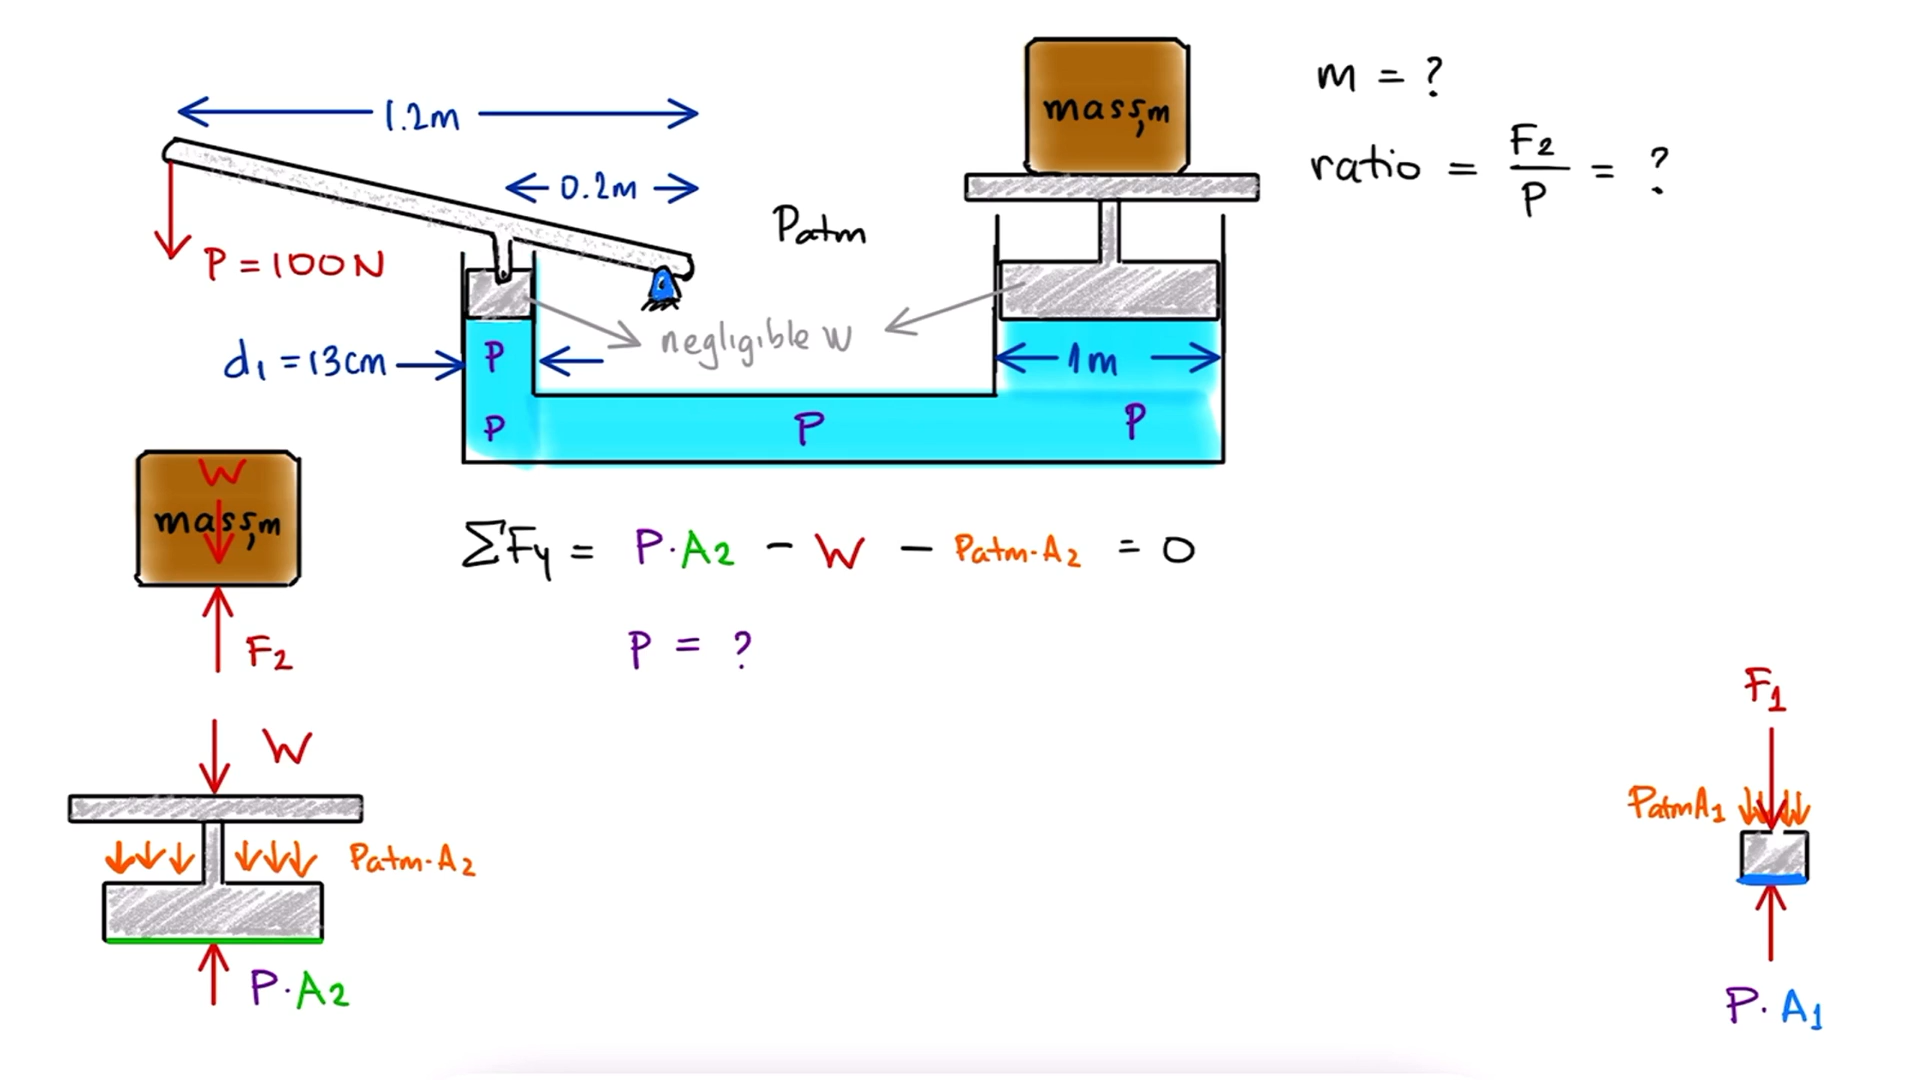 1.2m
0.2m
P = 100N
Patm
mass,m
m = ?
ratio = F2/P = ?
negligible W
d1 = 13cm
1m
P
P
P
P
W
mass,m
F2
ΣFy = P·A2 - W - Patm·A2 = 0
P = ?
W
Patm·A2
P·A2
F1
PatmA1
P·A1